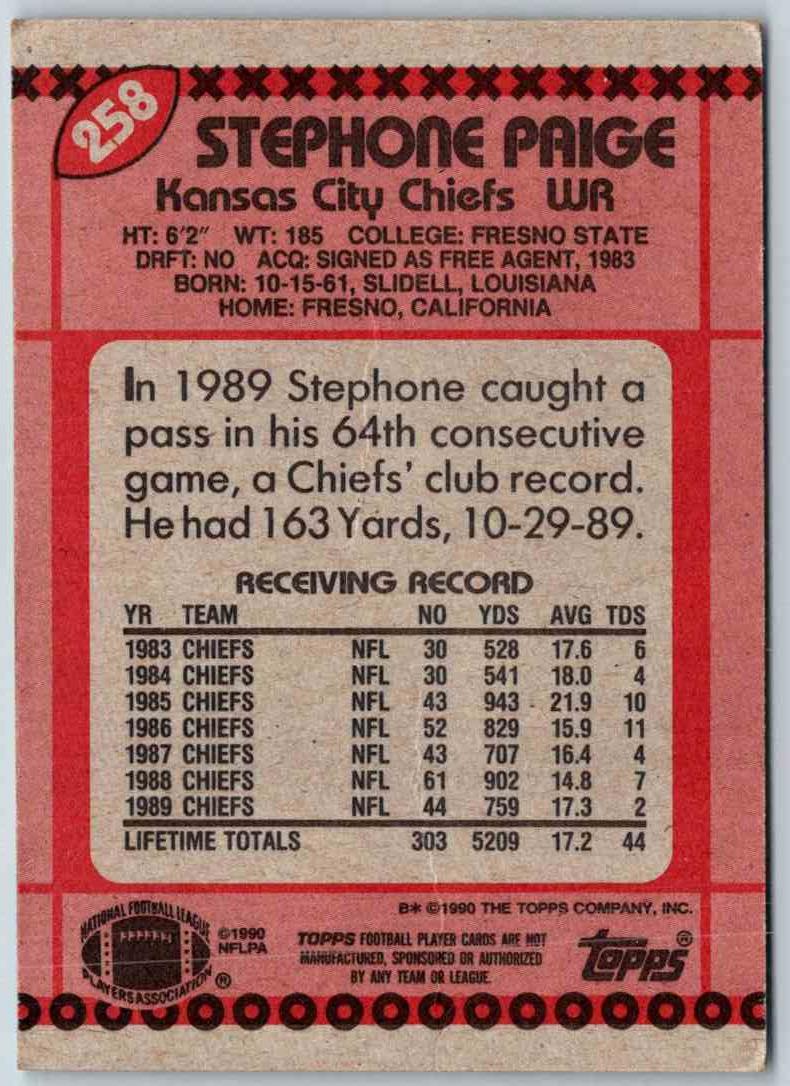 258
STEPHONE PAIGE
Kansas City Chiefs WR
HT: 6'2" WT: 185 COLLEGE: FRESNO STATE
DRFT: NO ACQ: SIGNED AS FREE AGENT, 1983
BORN: 10-15-61, SLIDELL, LOUISIANA
HOME: FRESNO, CALIFORNIA
In 1989 Stephone caught a
pass in his 64th consecutive
game, a Chiefs' club record.
He had 163 Yards, 10-29-89.
RECEIVING RECORD
YR TEAM NO YDS AVG TDS
1983 CHIEFS NFL 30 528 17.6 6
1984 CHIEFS NFL 30 541 18.0 4
1985 CHIEFS NFL 43 943 21.9 10
1986 CHIEFS NFL 52 829 15.9 11
1987 CHIEFS NFL 43 707 16.4 4
1988 CHIEFS NFL 61 902 14.8 7
1989 CHIEFS NFL 44 759 17.3 2
LIFETIME TOTALS 303 5209 17.2 44
B* ©1990 THE TOPPS COMPANY, INC.
NATIONAL FOOTBALL LEAGUE
PLAYERS ASSOCIATION ®
©1990
NFLPA
TOPPS FOOTBALL PLAYER CARDS ARE NOT
MANUFACTURED, SPONSORED OR AUTHORIZED
BY ANY TEAM OR LEAGUE.
topps ®